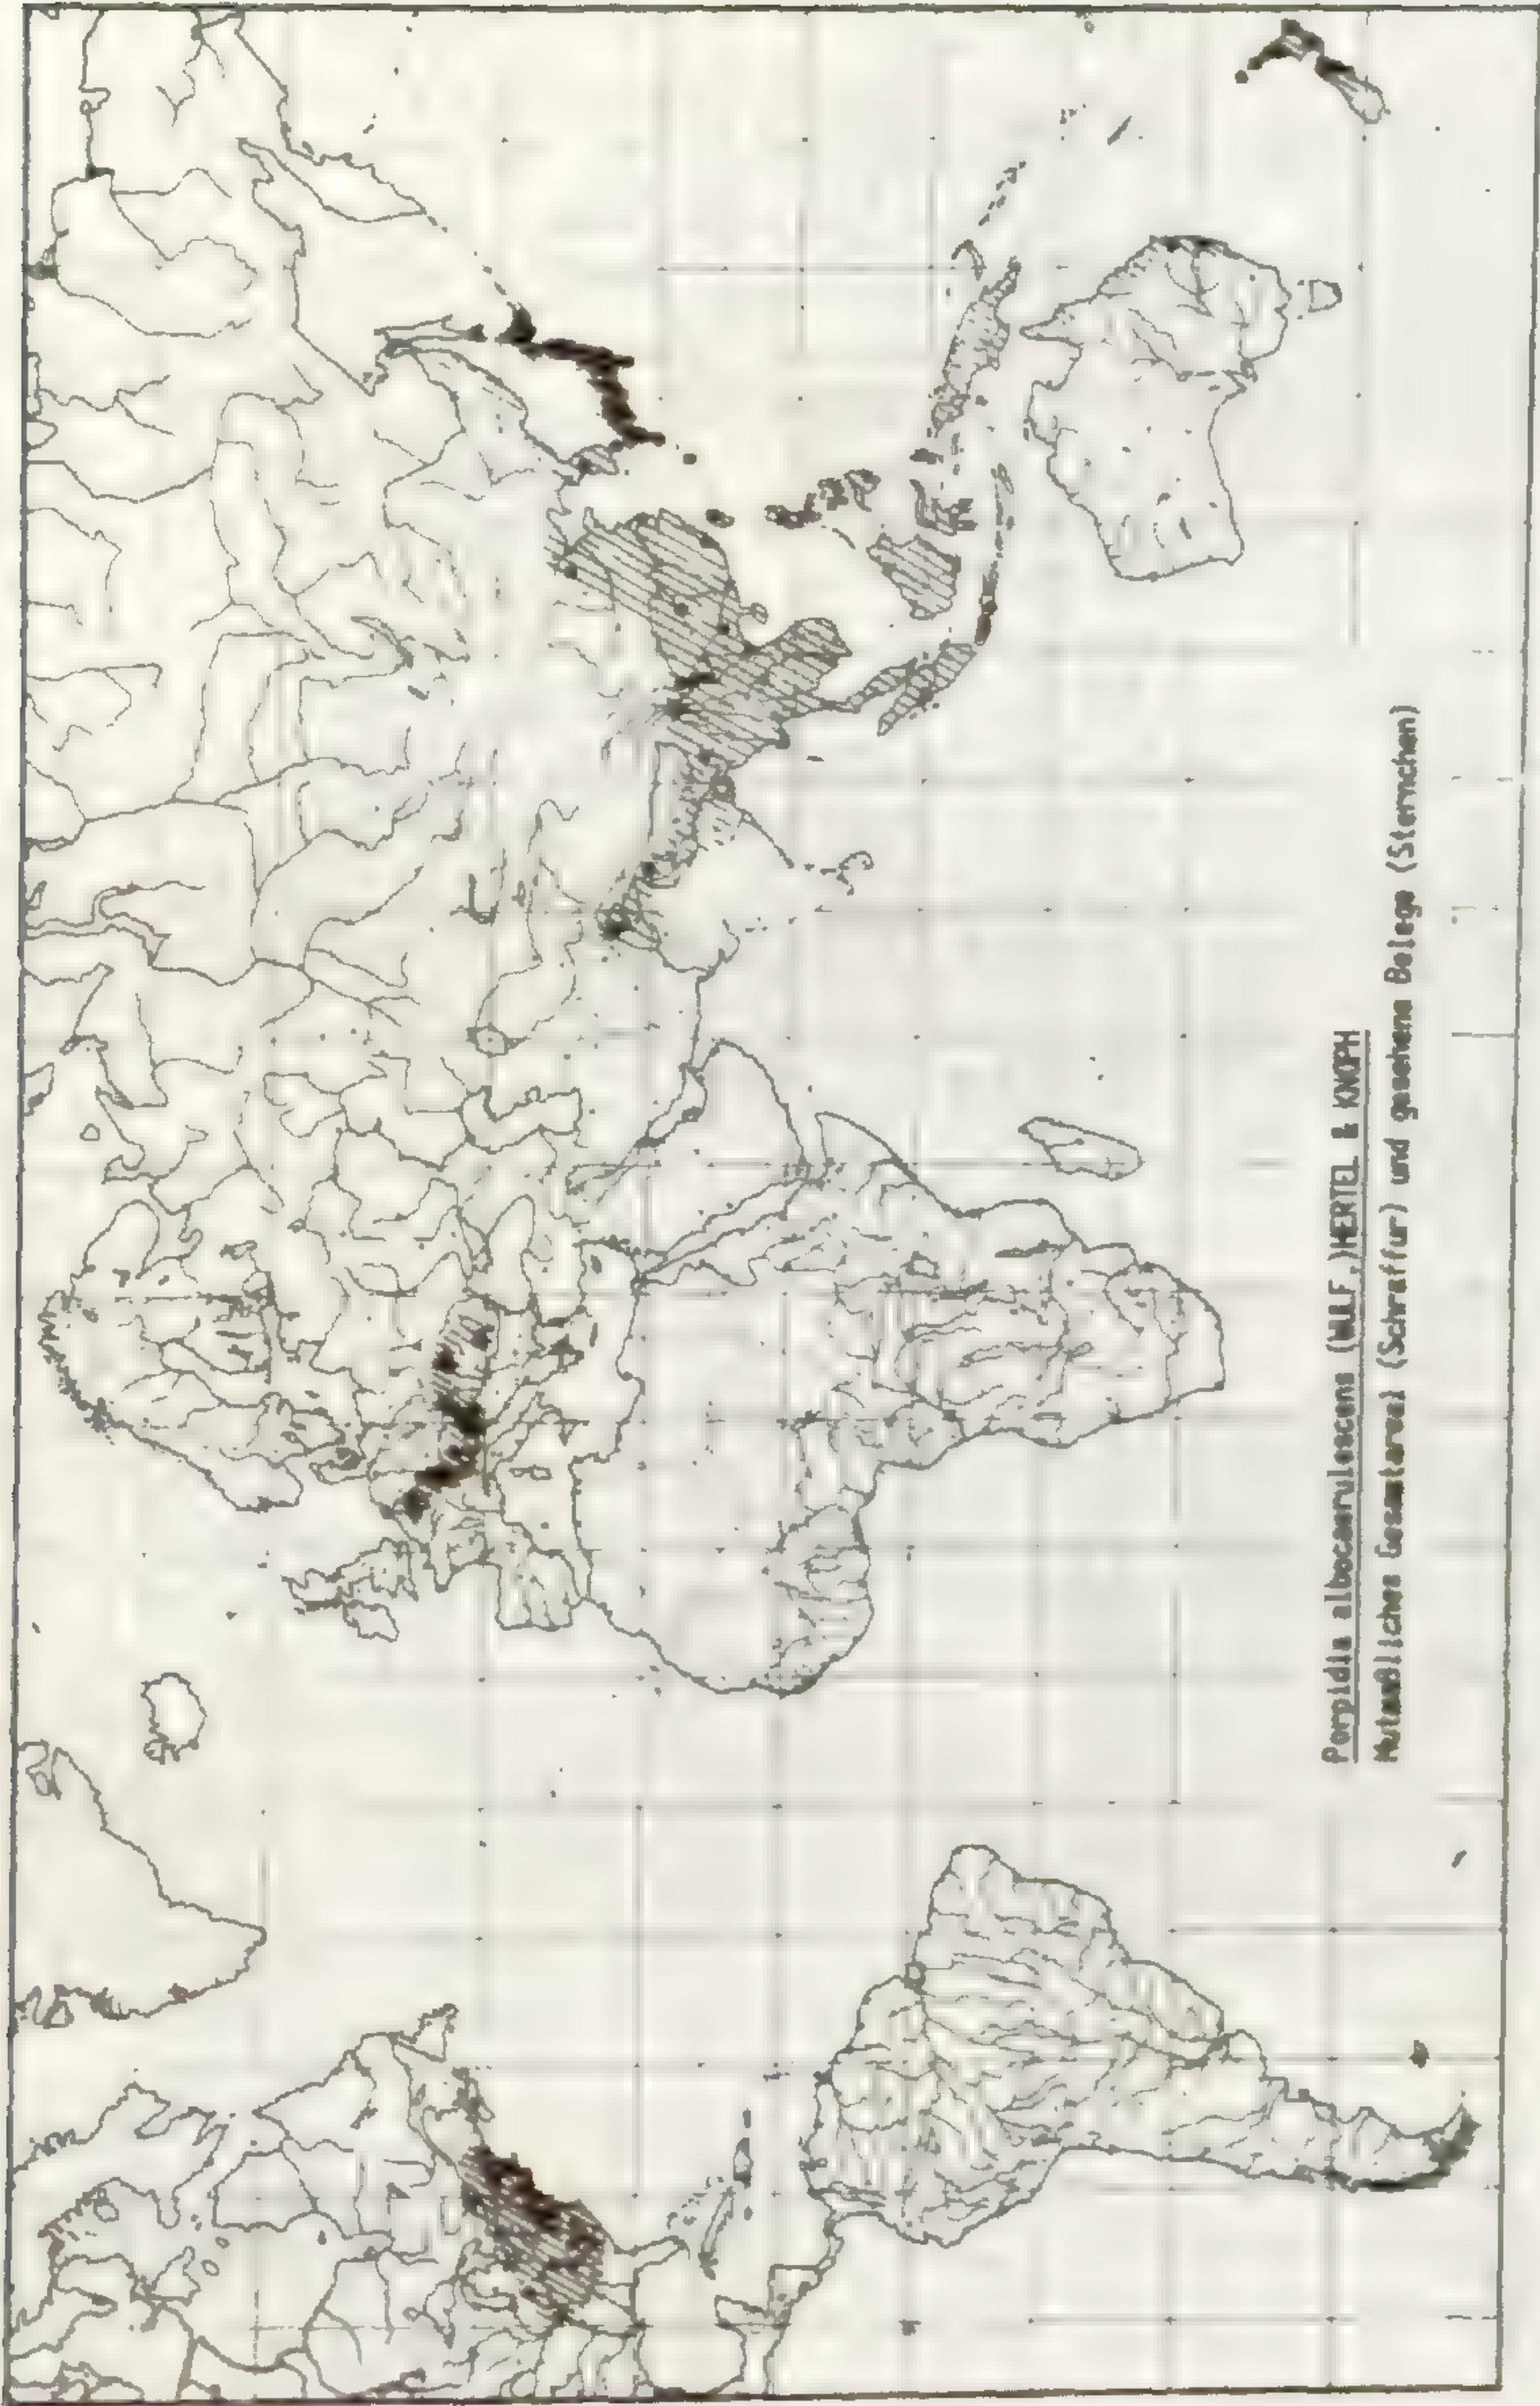 Porpidia albocaerulescens (WULF.)HERTEL & KNOPH
Mutmaßliches Gesamtareal (Schraffur) und gesehene Belege (Sternchen)